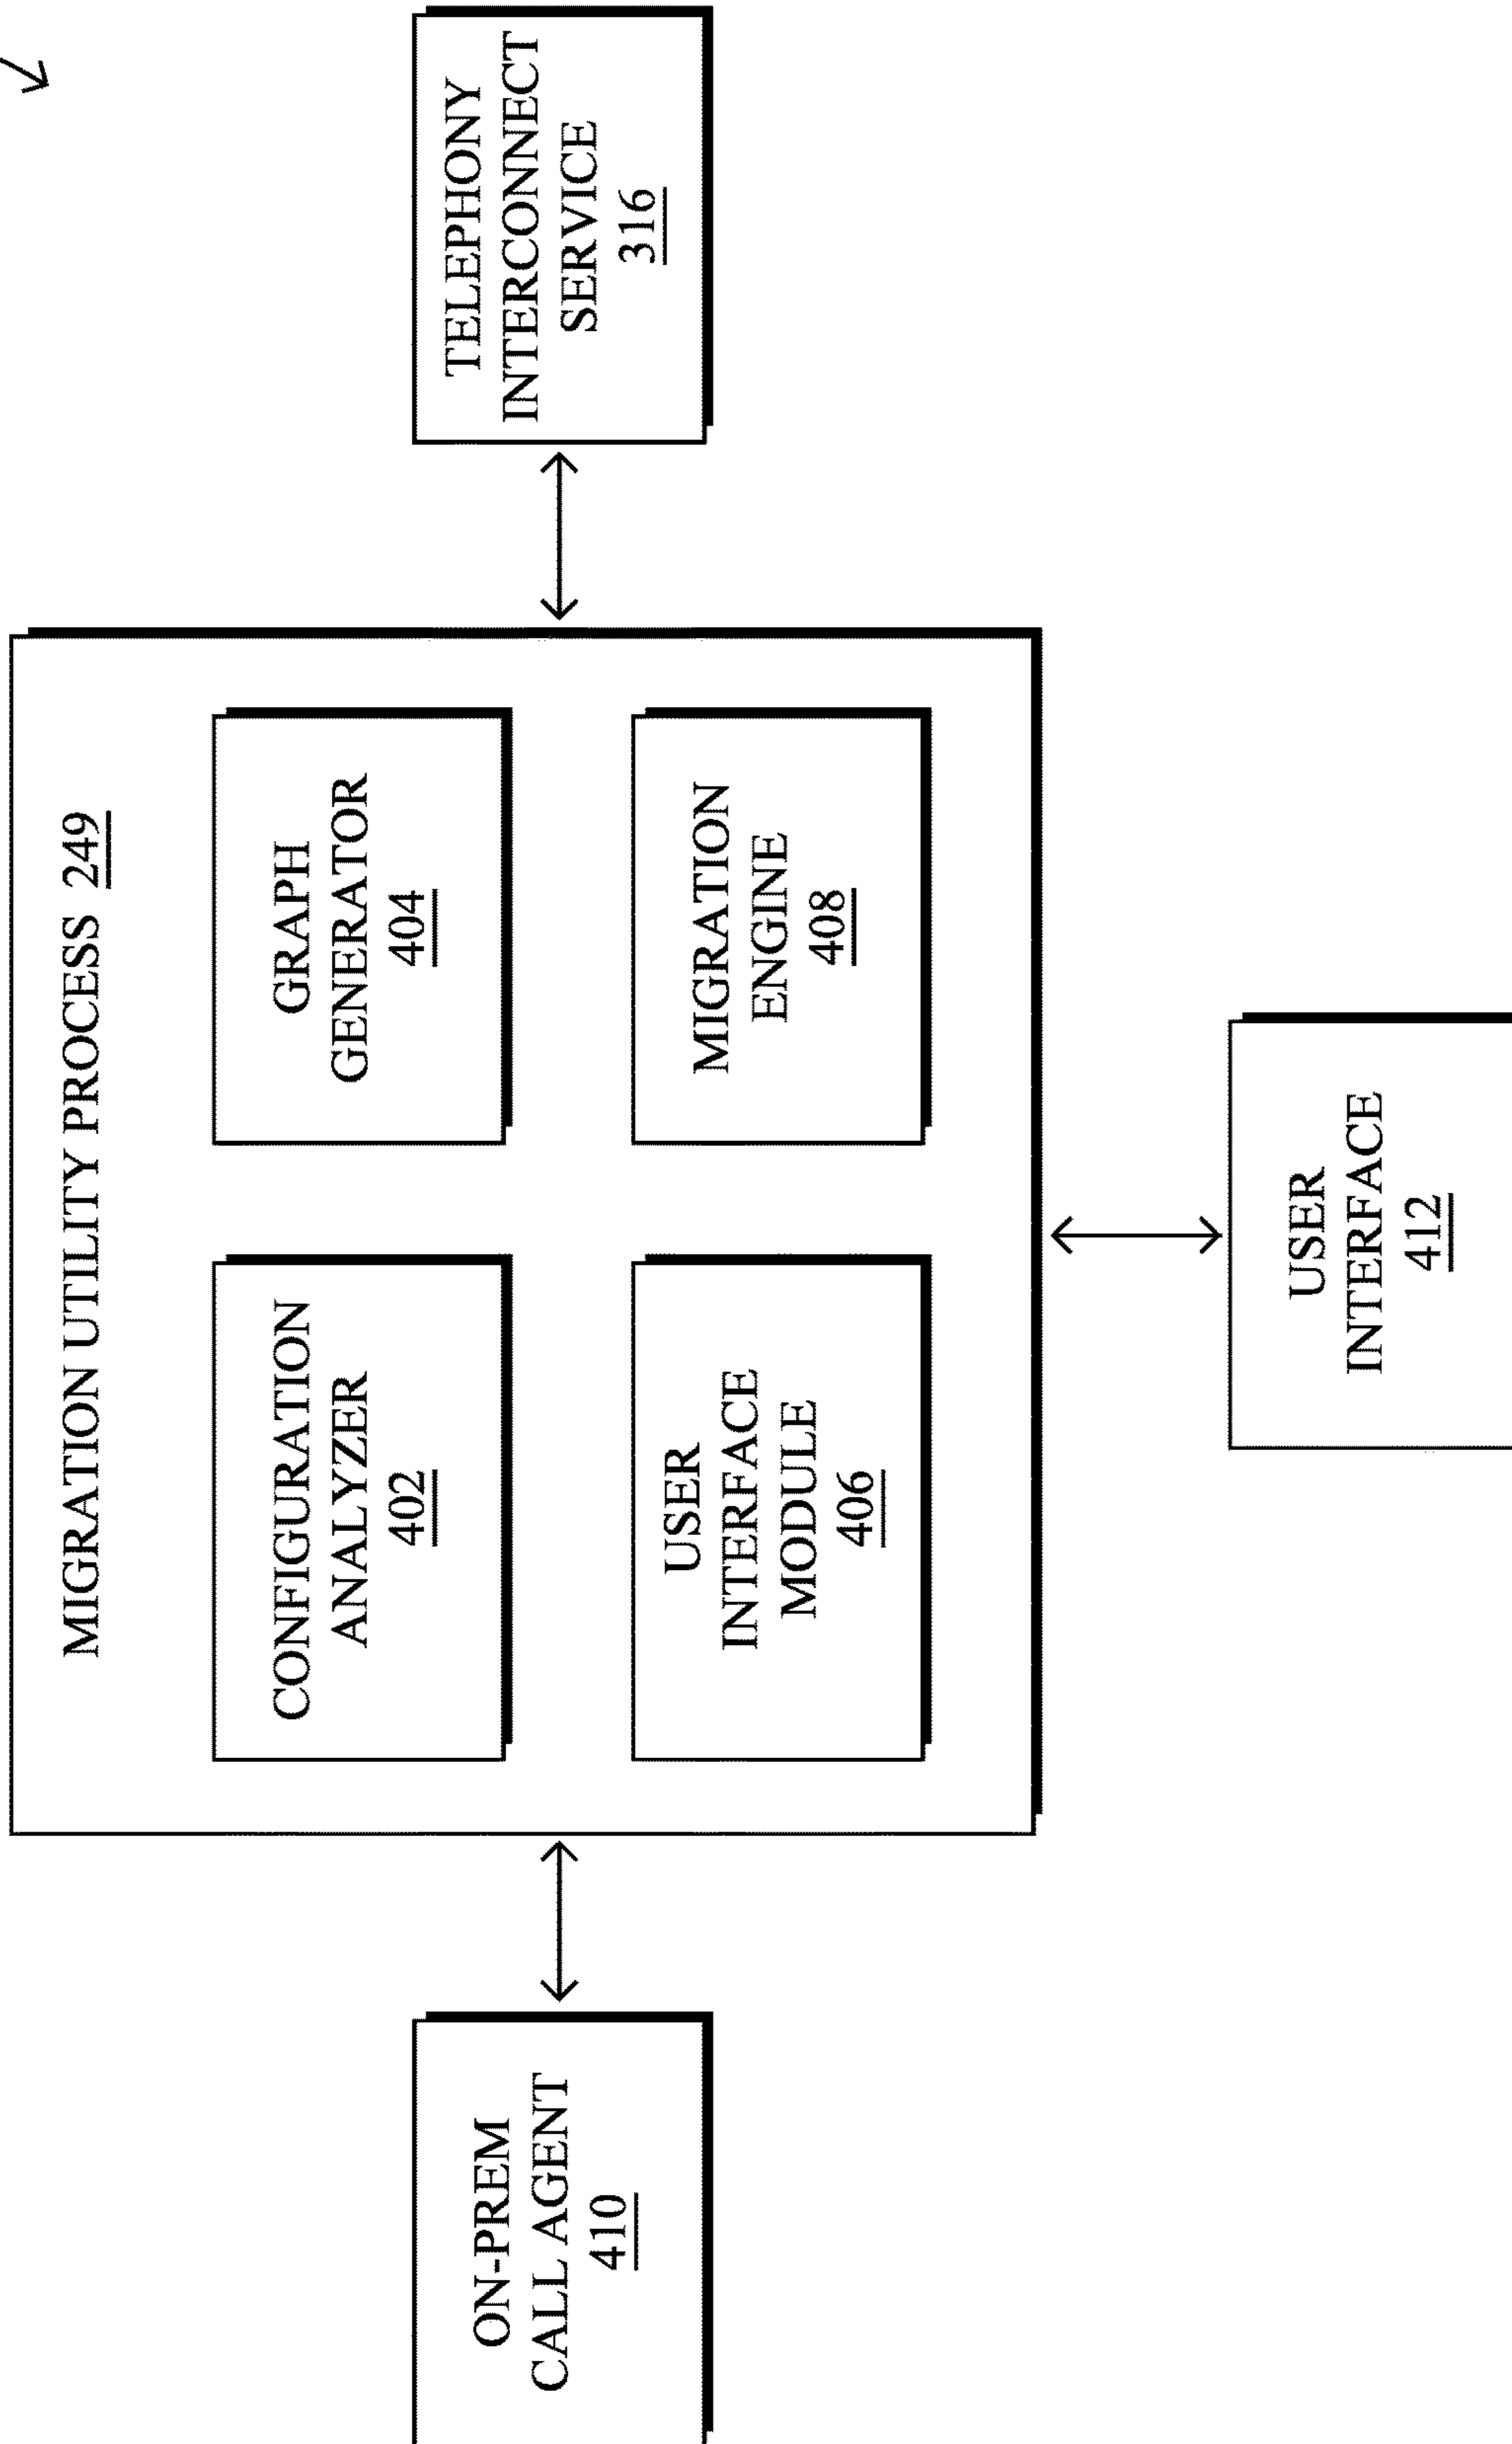 MIGRATION UTILITY PROCESS 249
ON-PREM
CALL AGENT
410
CONFIGURATION
ANALYZER
402
GRAPH
GENERATOR
404
USER
INTERFACE
MODULE
406
MIGRATION
ENGINE
408
TELEPHONY
INTERCONNECT
SERVICE
316
USER
INTERFACE
412